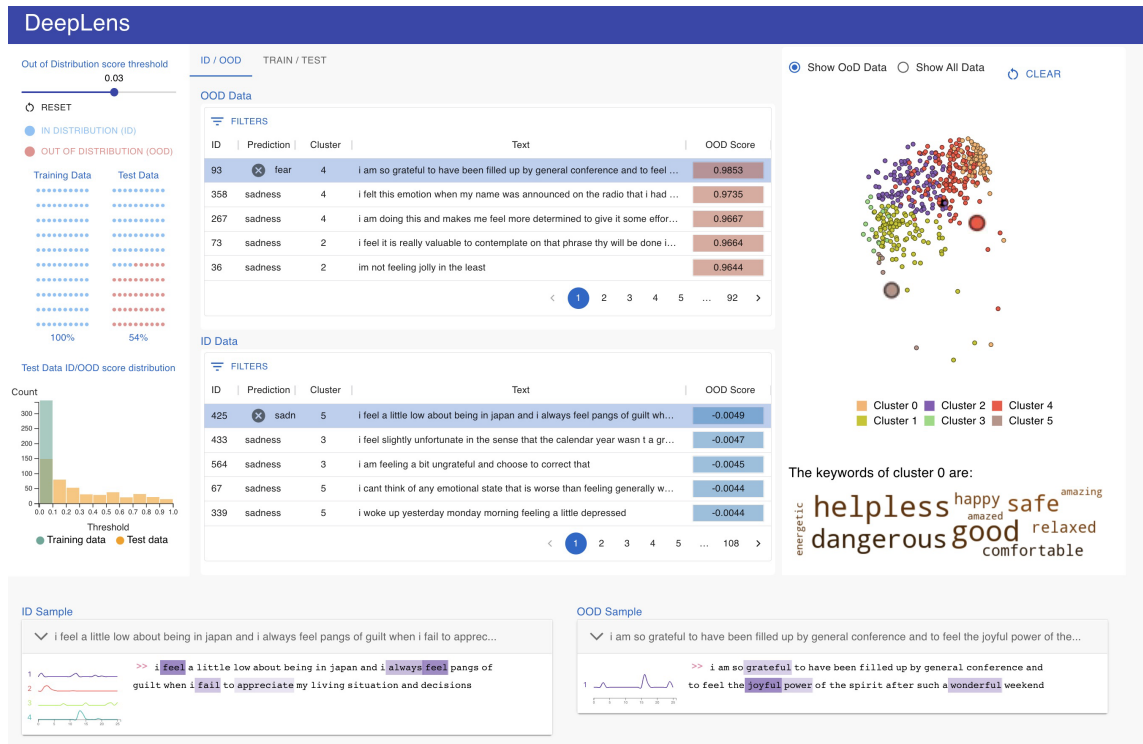 DeepLens
Out of Distribution score threshold
0.03
RESET
IN DISTRIBUTION (ID)
OUT OF DISTRIBUTION (OOD)
Training Data Test Data
100% 54%
Test Data ID/OOD score distribution
Count
300
250
200
150
100
50
0
0.0 0.1 0.2 0.3 0.4 0.5 0.6 0.7 0.8 0.9 1.0
Threshold
Training data Test data
ID / OOD TRAIN / TEST
OOD Data
FILTERS
ID Prediction Cluster Text OOD Score
93 fear 4 i am so grateful to have been filled up by general conference and to feel ... 0.9853
358 sadness 4 i felt this emotion when my name was announced on the radio that i had ... 0.9735
267 sadness 4 i am doing this and makes me feel more determined to give it some effor... 0.9667
73 sadness 2 i feel it is really valuable to contemplate on that phrase thy will be done i... 0.9664
36 sadness 2 im not feeling jolly in the least 0.9644
< 1 2 3 4 5 ... 92 >
ID Data
FILTERS
ID Prediction Cluster Text OOD Score
425 sadn 5 i feel a little low about being in japan and i always feel pangs of guilt wh... -0.0049
433 sadness 3 i feel slightly unfortunate in the sense that the calendar year wasn t a gr... -0.0047
564 sadness 3 i am feeling a bit ungrateful and choose to correct that -0.0045
67 sadness 5 i cant think of any emotional state that is worse than feeling generally w... -0.0044
339 sadness 5 i woke up yesterday monday morning feeling a little depressed -0.0044
< 1 2 3 4 5 ... 108 >
Show OoD Data Show All Data CLEAR
Cluster 0 Cluster 2 Cluster 4
Cluster 1 Cluster 3 Cluster 5
The keywords of cluster 0 are:
energetic helpless happy safe amazing
amazed
dangerous good relaxed
comfortable
ID Sample
i feel a little low about being in japan and i always feel pangs of guilt when i fail to apprec...
1
2
3
4
0 5 10 15 20 25
>> i feel a little low about being in japan and i always feel pangs of
guilt when i fail to appreciate my living situation and decisions
OOD Sample
i am so grateful to have been filled up by general conference and to feel the joyful power of the...
1
0 5 10 15 20 25
>> i am so grateful to have been filled up by general conference and
to feel the joyful power of the spirit after such a wonderful weekend